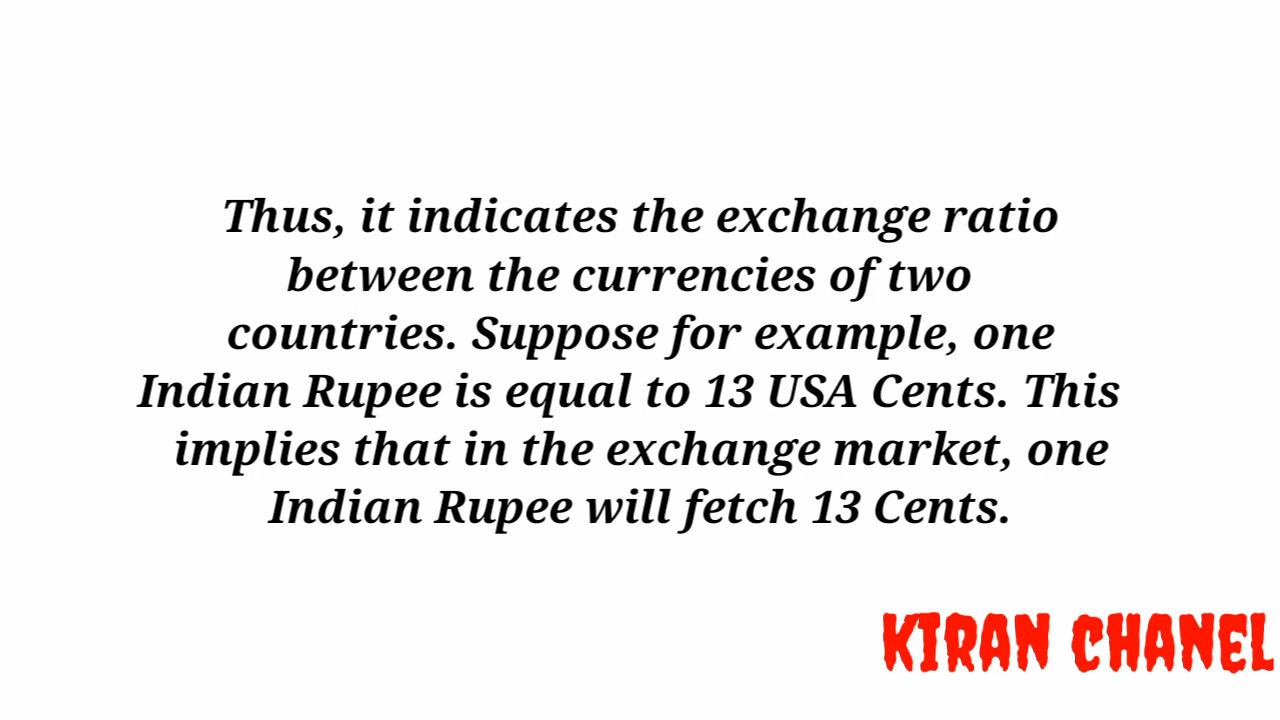 Thus, it indicates the exchange ratio
between the currencies of two
countries. Suppose for example, one
Indian Rupee is equal to 13 USA Cents. This
implies that in the exchange market, one
Indian Rupee will fetch 13 Cents.
KIRAN CHANEL